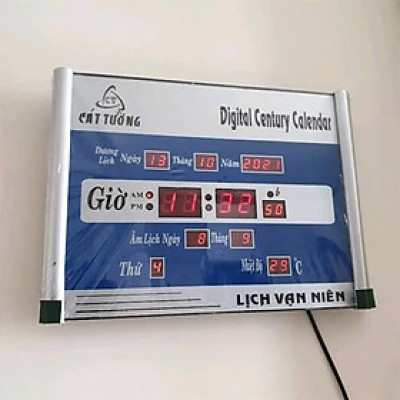 CT
CÁT TƯỜNG
Digital Century Calendar
Dương Lịch Ngày 13 Tháng 10 Năm 2021
Giờ AM PM 11:32 50
Âm Lịch Ngày 8 Tháng 9
Thứ 4 Nhiệt Độ 29 °C
LỊCH VẠN NIÊN